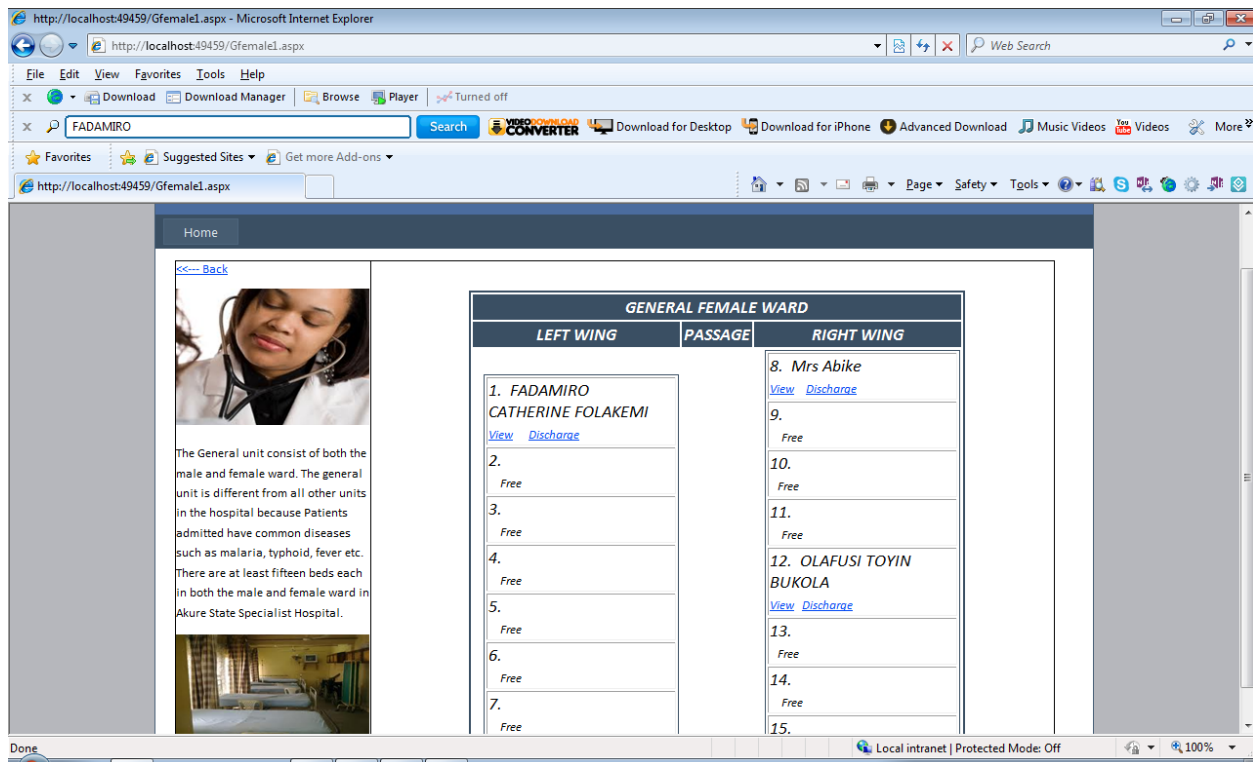 http://localhost:49459/Gfemale1.aspx - Microsoft Internet Explorer
http://localhost:49459/Gfemale1.aspx
Web Search
File Edit View Favorites Tools Help
x Download Download Manager Browse Player Turned off
x FADAMIRO Search VIDEO DOWNLOAD CONVERTER Download for Desktop Download for iPhone Advanced Download Music Videos You Tube Videos More
Favorites Suggested Sites Get more Add-ons
http://localhost:49459/Gfemale1.aspx
Page Safety Tools
Home
<<--- Back
The General unit consist of both the
male and female ward. The general
unit is different from all other units
in the hospital because Patients
admitted have common diseases
such as malaria, typhoid, fever etc.
There are at least fifteen beds each
in both the male and female ward in
Akure State Specialist Hospital.
GENERAL FEMALE WARD
LEFT WING PASSAGE RIGHT WING
1. FADAMIRO
CATHERINE FOLAKEMI
View Discharge
2.
Free
3.
Free
4.
Free
5.
Free
6.
Free
7.
Free
8. Mrs Abike
View Discharge
9.
Free
10.
Free
11.
Free
12. OLAFUSI TOYIN
BUKOLA
View Discharge
13.
Free
14.
Free
15.
Done
Local intranet | Protected Mode: Off
100%